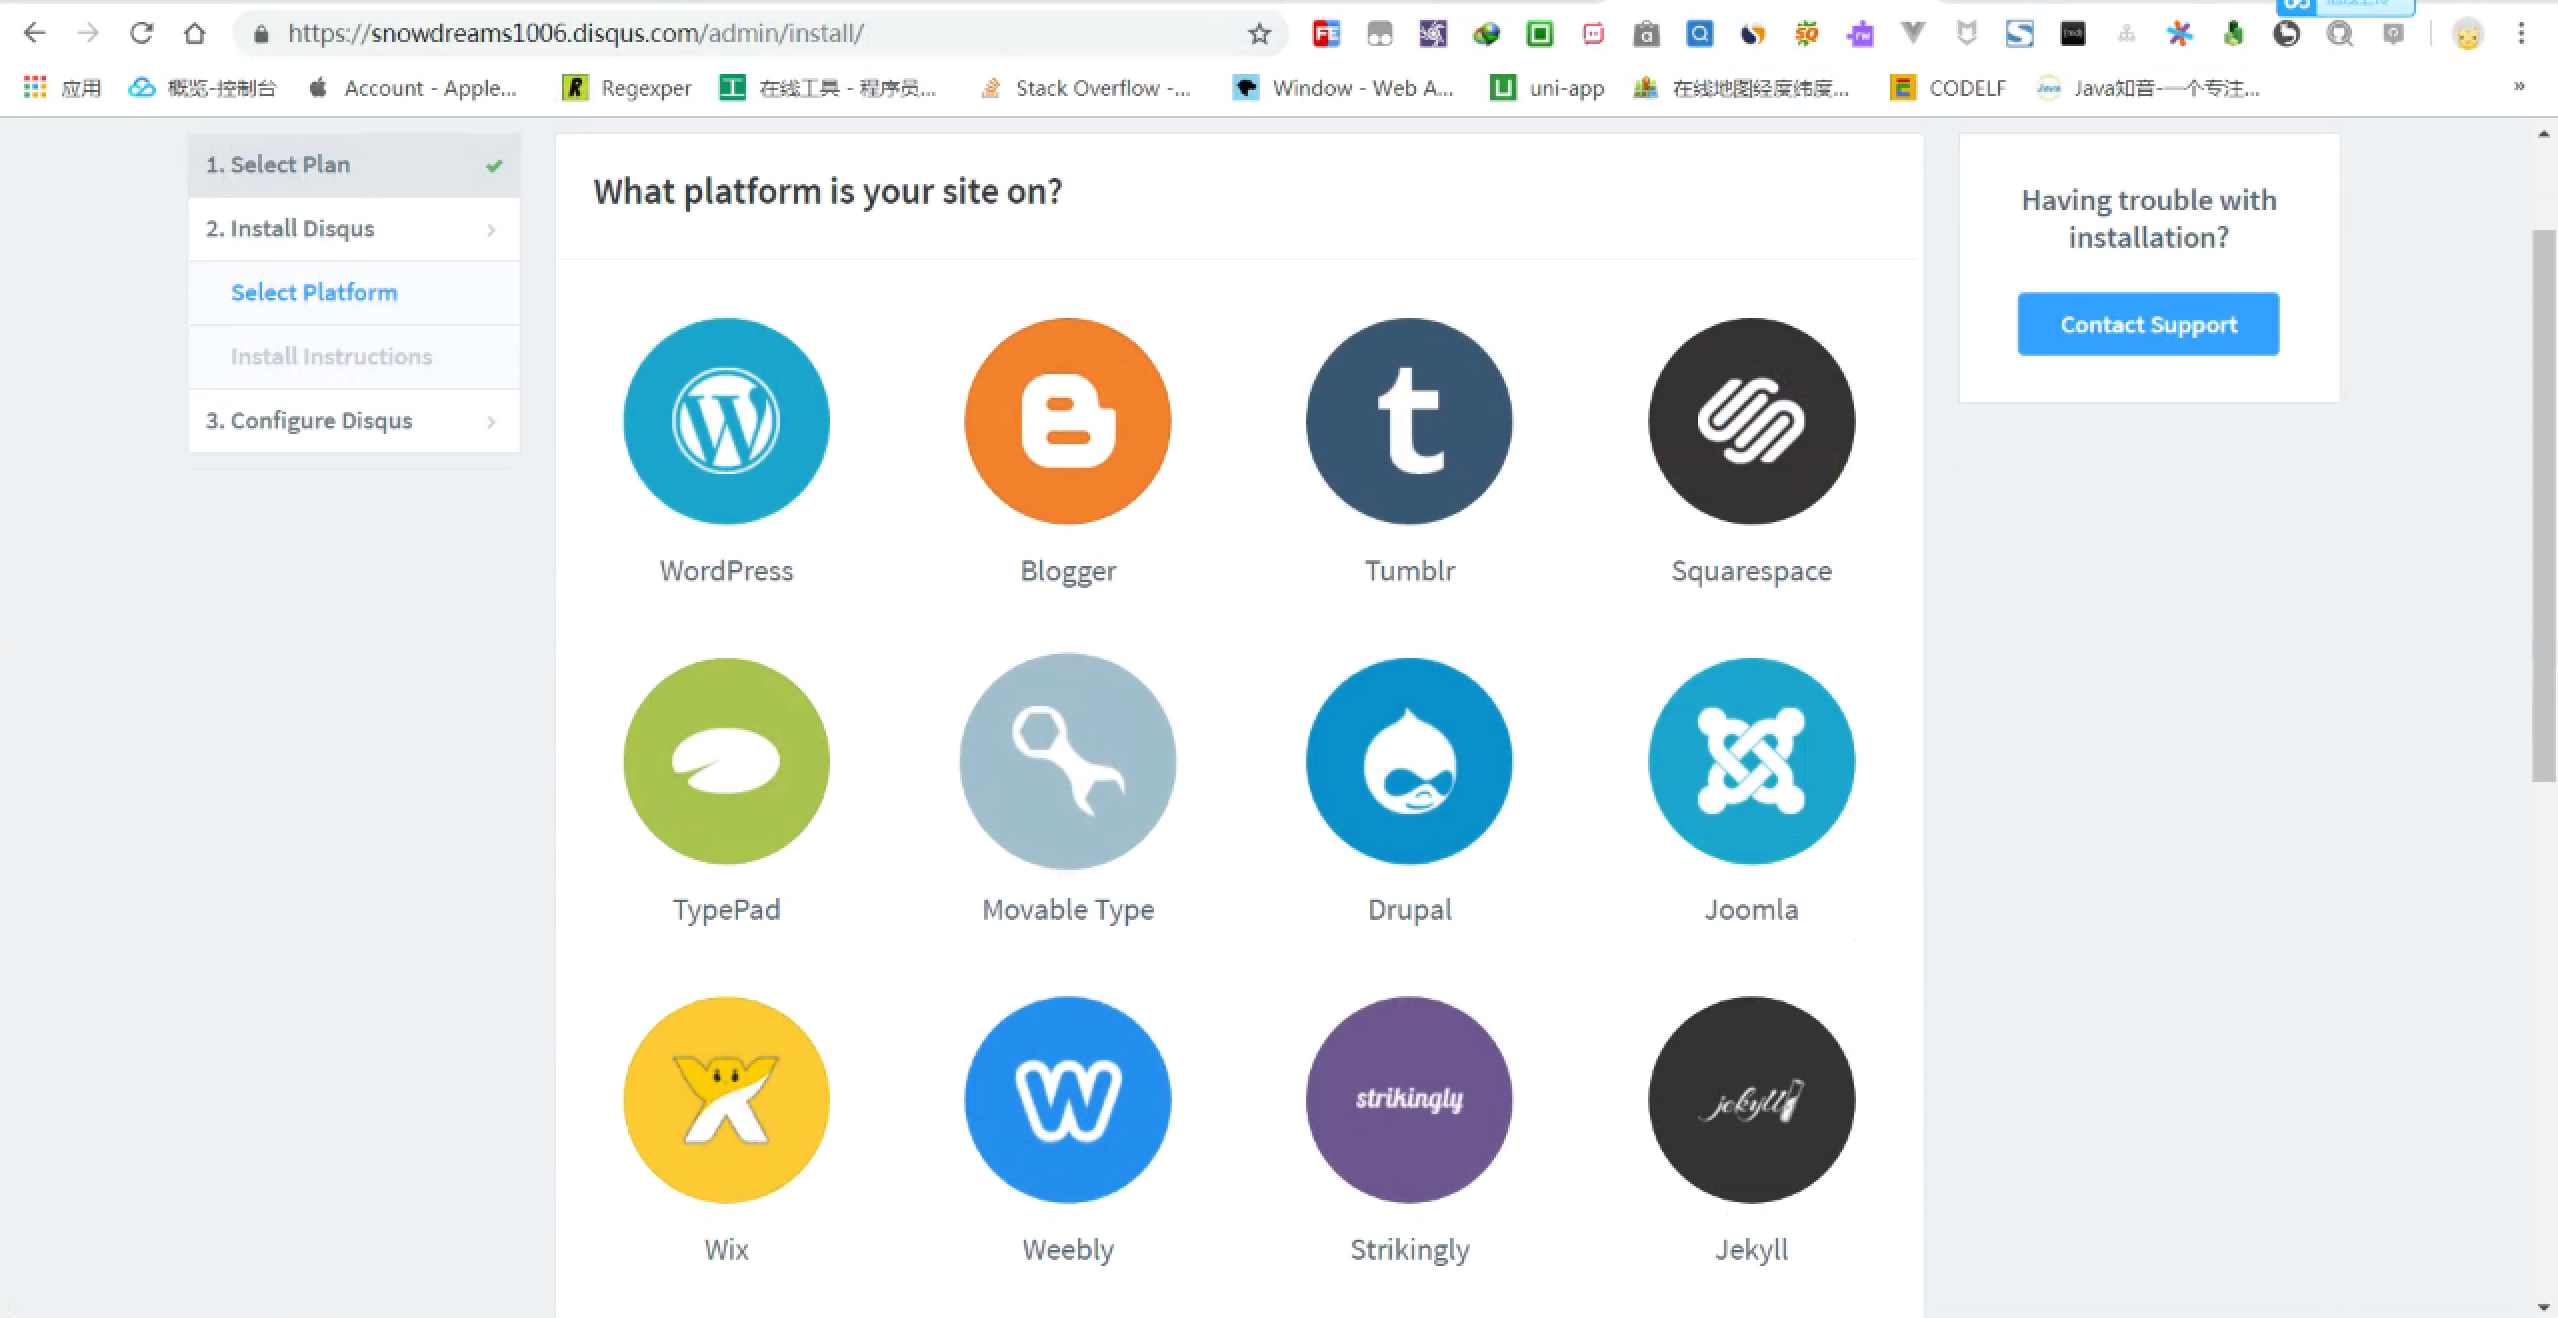 https://snowdreams1006.disqus.com/admin/install/
应用 概览-控制台 Account - Apple... Regexper 在线工具 - 程序员... Stack Overflow -... Window - Web A... uni-app 在线地图经度纬度... CODELF Java知音-一个专注... »
1. Select Plan
2. Install Disqus
Select Platform
Install Instructions
3. Configure Disqus
What platform is your site on?
WordPress Blogger Tumblr Squarespace
TypePad Movable Type Drupal Joomla
strikingly jekyll
Wix Weebly Strikingly Jekyll
Having trouble with
installation?
Contact Support